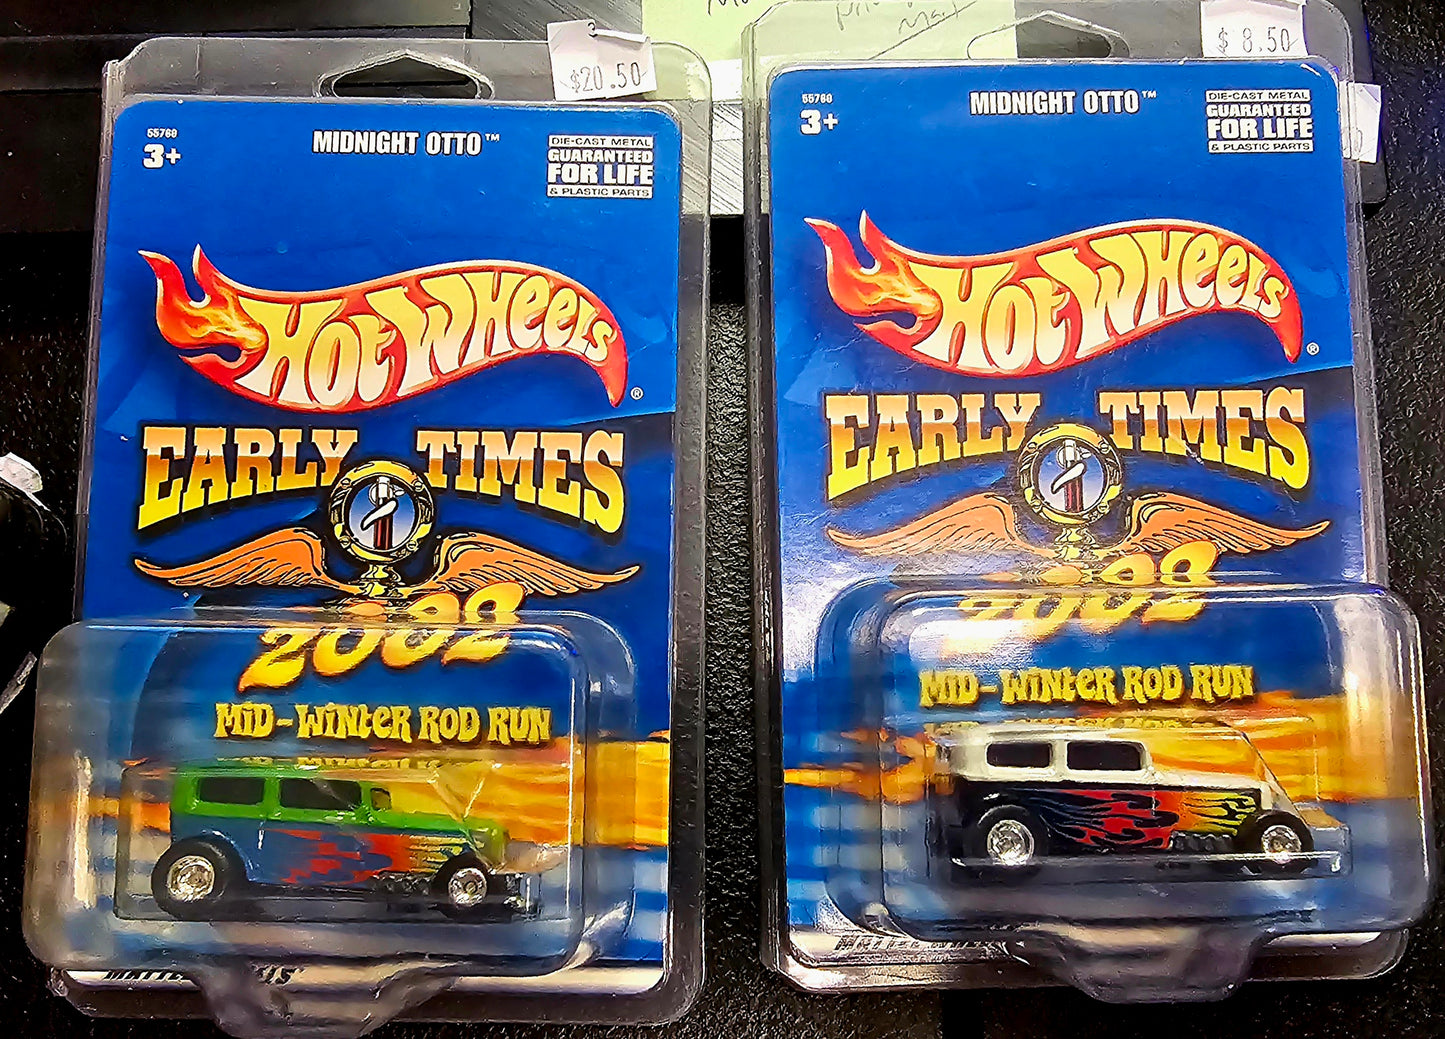 $20.50
55760
3+
MIDNIGHT OTTO™
DIE-CAST METAL
GUARANTEED
FOR LIFE
& PLASTIC PARTS
HOT WHEELS®
EARLY TIMES
2002
MID-WINTER ROD RUN
$8.50
55760
3+
MIDNIGHT OTTO™
DIE-CAST METAL
GUARANTEED
FOR LIFE
& PLASTIC PARTS
HOT WHEELS®
EARLY TIMES
2002
MID-WINTER ROD RUN